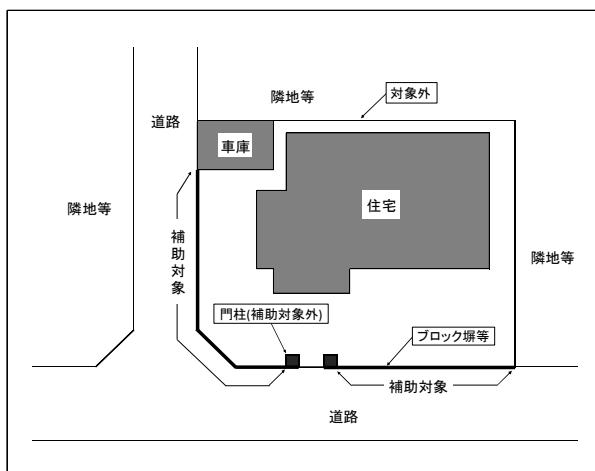 隣地等
対象外
道路
車庫
隣地等
住宅
補助対象
隣地等
門柱(補助対象外)
ブロック塀等
補助対象
道路